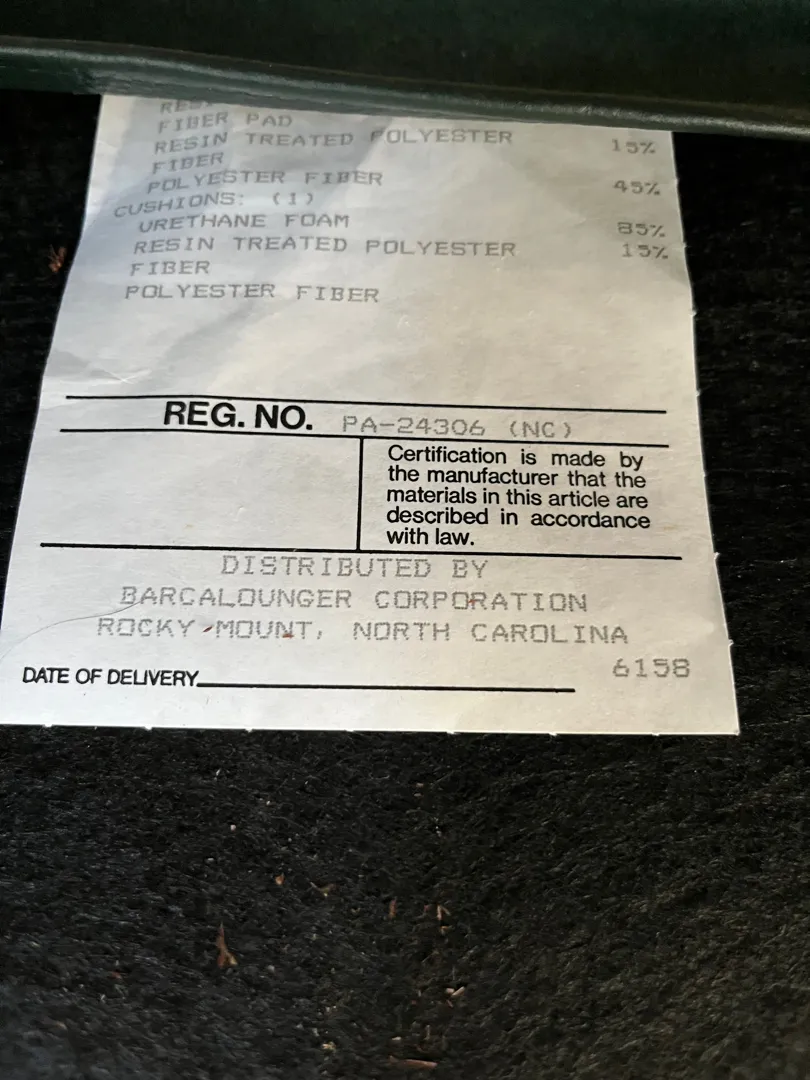 FIBER PAD
RESIN TREATED POLYESTER 15%
FIBER
POLYESTER FIBER 45%
CUSHIONS: (1)
URETHANE FOAM 85%
RESIN TREATED POLYESTER 15%
FIBER
POLYESTER FIBER
REG. NO. PA-24306 (NC)
Certification is made by
the manufacturer that the
materials in this article are
described in accordance
with law.
DISTRIBUTED BY
BARCALOUNGER CORPORATION
ROCKY MOUNT, NORTH CAROLINA
6158
DATE OF DELIVERY